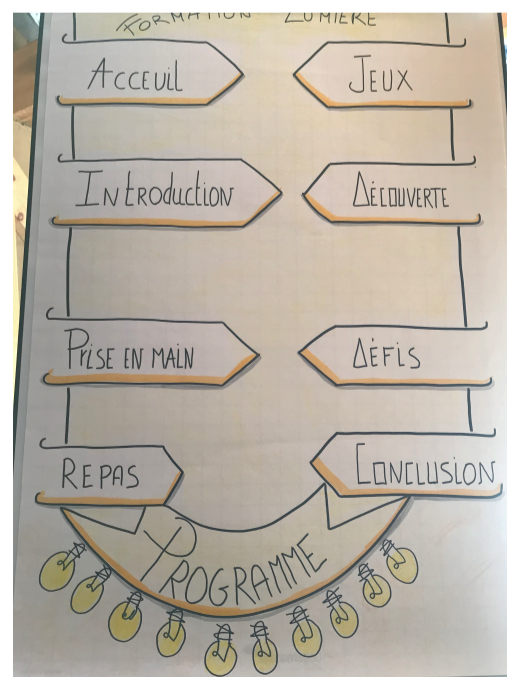 FORMATION LUMIÈRE
ACCEUIL
INTRODUCTION
PRISE EN MAIN
REPAS
JEUX
DÉCOUVERTE
DÉFIS
CONCLUSION
PROGRAMME